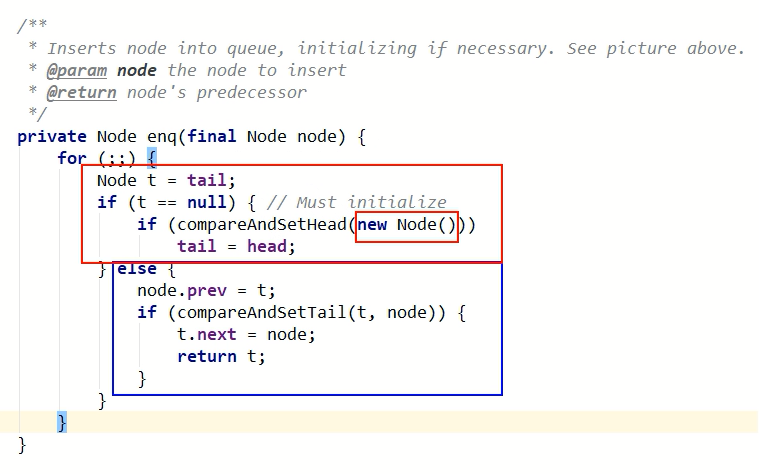 /**
 * Inserts node into queue, initializing if necessary. See picture above.
 * @param node the node to insert
 * @return node's predecessor
 */
private Node enq(final Node node) {
    for (;;) {
        Node t = tail;
        if (t == null) { // Must initialize
            if (compareAndSetHead(new Node()))
                tail = head;
        } else {
            node.prev = t;
            if (compareAndSetTail(t, node)) {
                t.next = node;
                return t;
            }
        }
    }
}